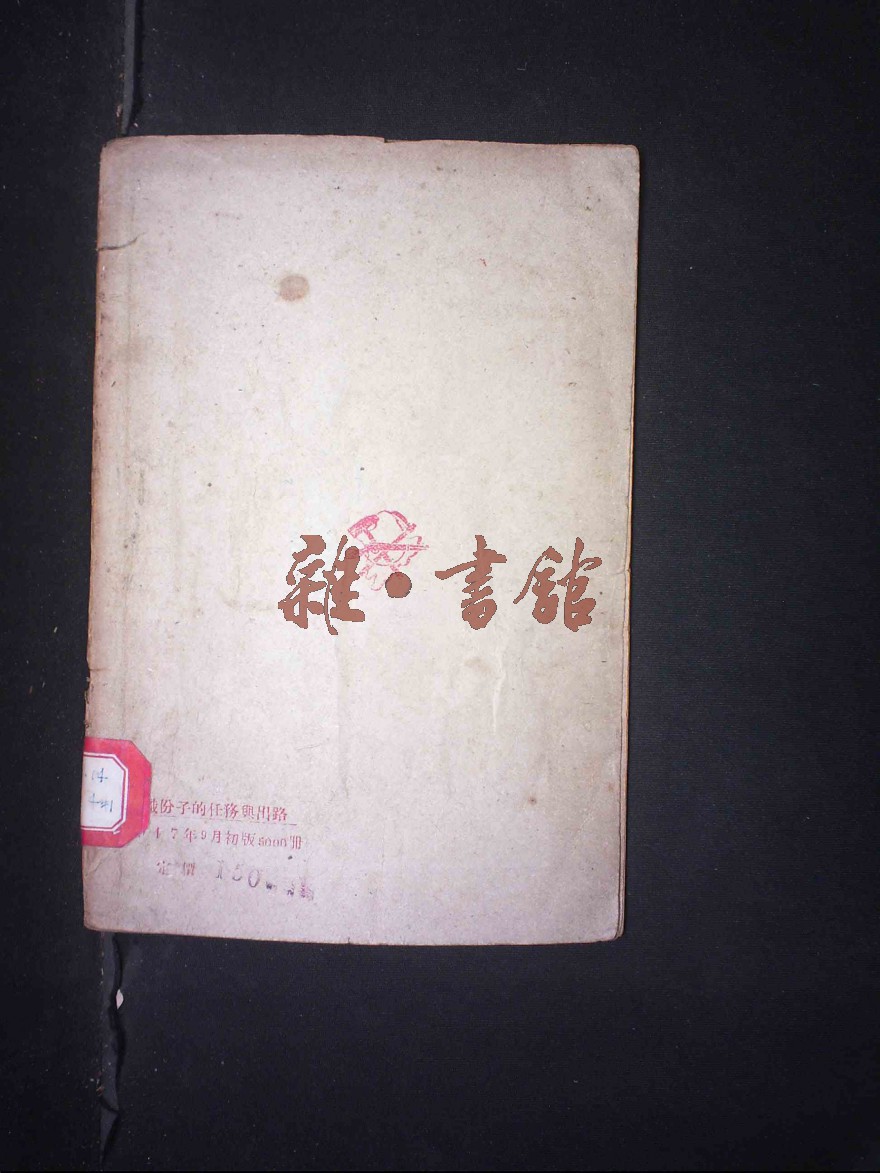 雜·書館
份子的任務與出路
47年9月初版5000冊
定價 150